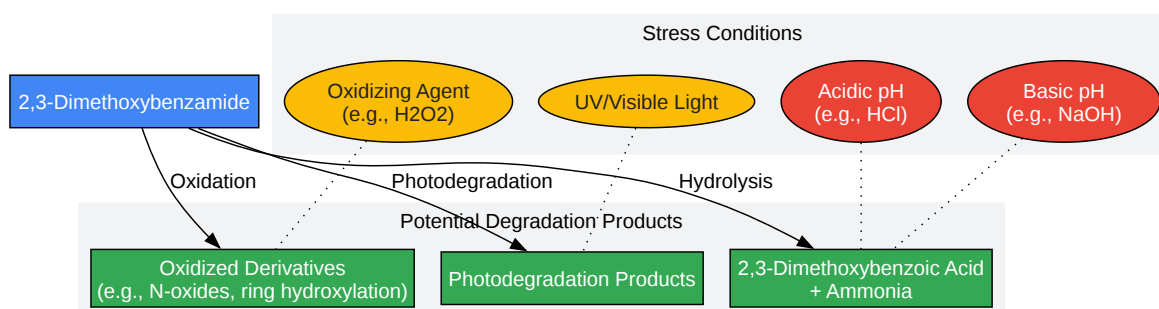 Stress Conditions
2,3-Dimethoxybenzamide
Oxidizing Agent
(e.g., H2O2)
UV/Visible Light
Acidic pH
(e.g., HCl)
Basic pH
(e.g., NaOH)
Oxidation
Photodegradation
Hydrolysis
Potential Degradation Products
Oxidized Derivatives
(e.g., N-oxides, ring hydroxylation)
Photodegradation Products
2,3-Dimethoxybenzoic Acid
+ Ammonia